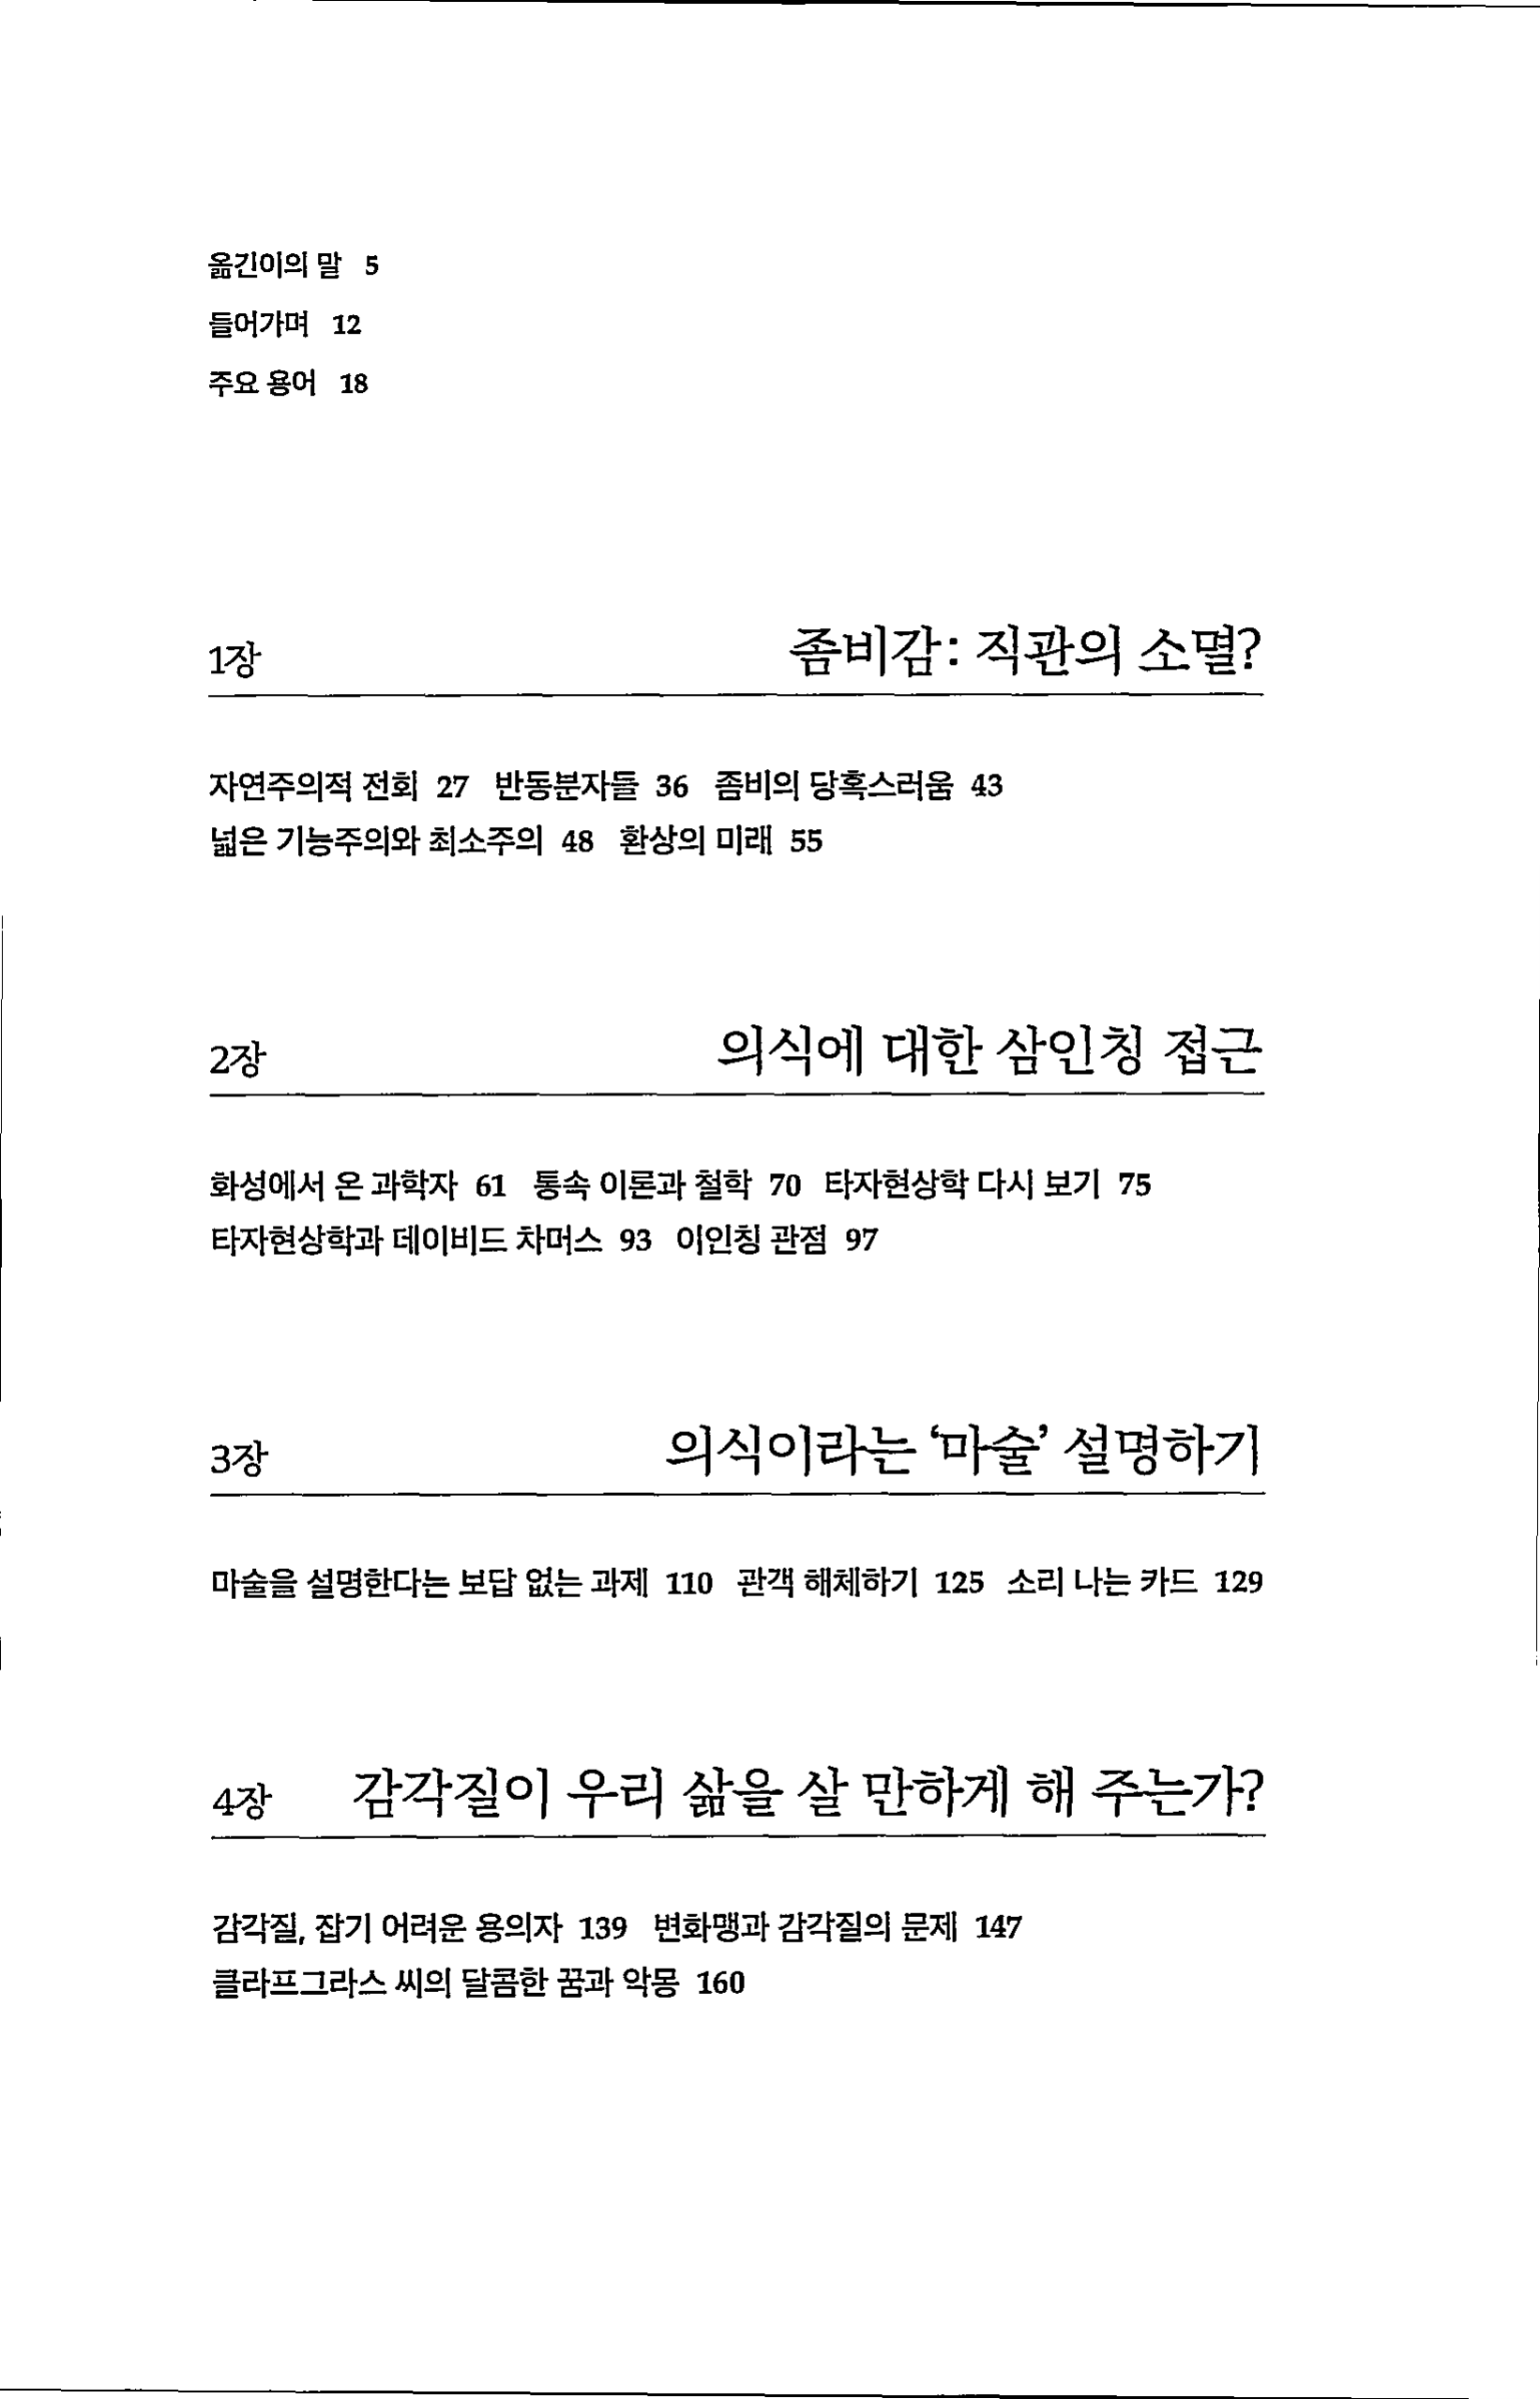 옮긴이의 말 5
들어가며 12
주요 용어 18
1장 좀비감: 직관의 소멸?
자연주의적 전회 27 반동분자들 36 좀비의 당혹스러움 43
넓은 기능주의와 최소주의 48 환상의 미래 55
2장 의식에 대한 삼인칭 접근
화성에서 온 과학자 61 통속 이론과 철학 70 타자현상학 다시 보기 75
타자현상학과 데이비드 차머스 93 이인칭 관점 97
3장 의식이라는 ‘마술’ 설명하기
마술을 설명한다는 보답 없는 과제 110 관객 해체하기 125 소리 나는 카드 129
4장 감각질이 우리 삶을 살 만하게 해 주는가?
감각질, 잡기 어려운 용의자 139 변화맹과 감각질의 문제 147
클라프그라스 씨의 달콤한 꿈과 악몽 160